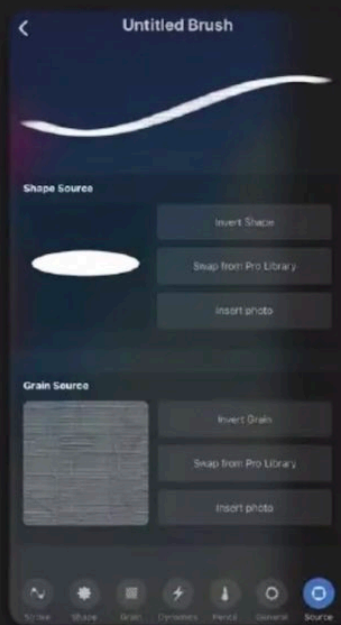 Untitled Brush
Shape Source
Invert Shape
Swap from Pro Library
Insert photo
Grain Source
Invert Grain
Swap from Pro Library
Insert photo
Stroke Shape Grain Dynamics Pencil General Source